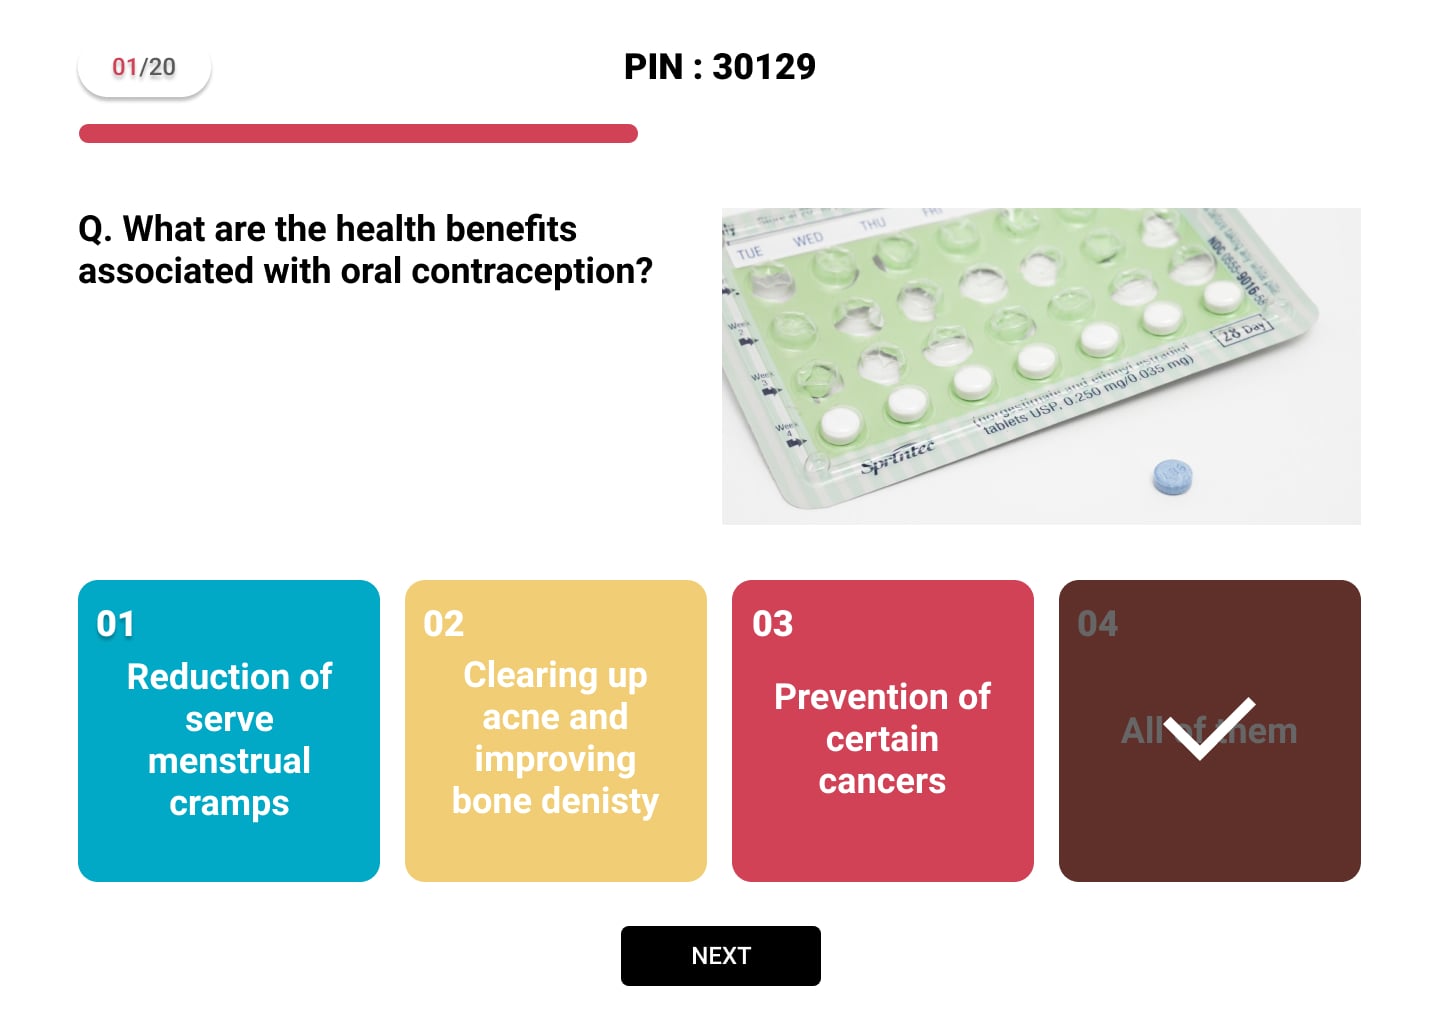 01/20
PIN : 30129
Q. What are the health benefits
associated with oral contraception?
TUE WED THU FRI
Week 2
Week 3
Week 4
NDC 0555-9016-58
28 Day
(norgestimate and ethinyl estradiol
tablets USP, 0.250 mg/0.035 mg)
Sprintec
01
Reduction of
serve
menstrual
cramps
02
Clearing up
acne and
improving
bone denisty
03
Prevention of
certain
cancers
04
All of them
NEXT